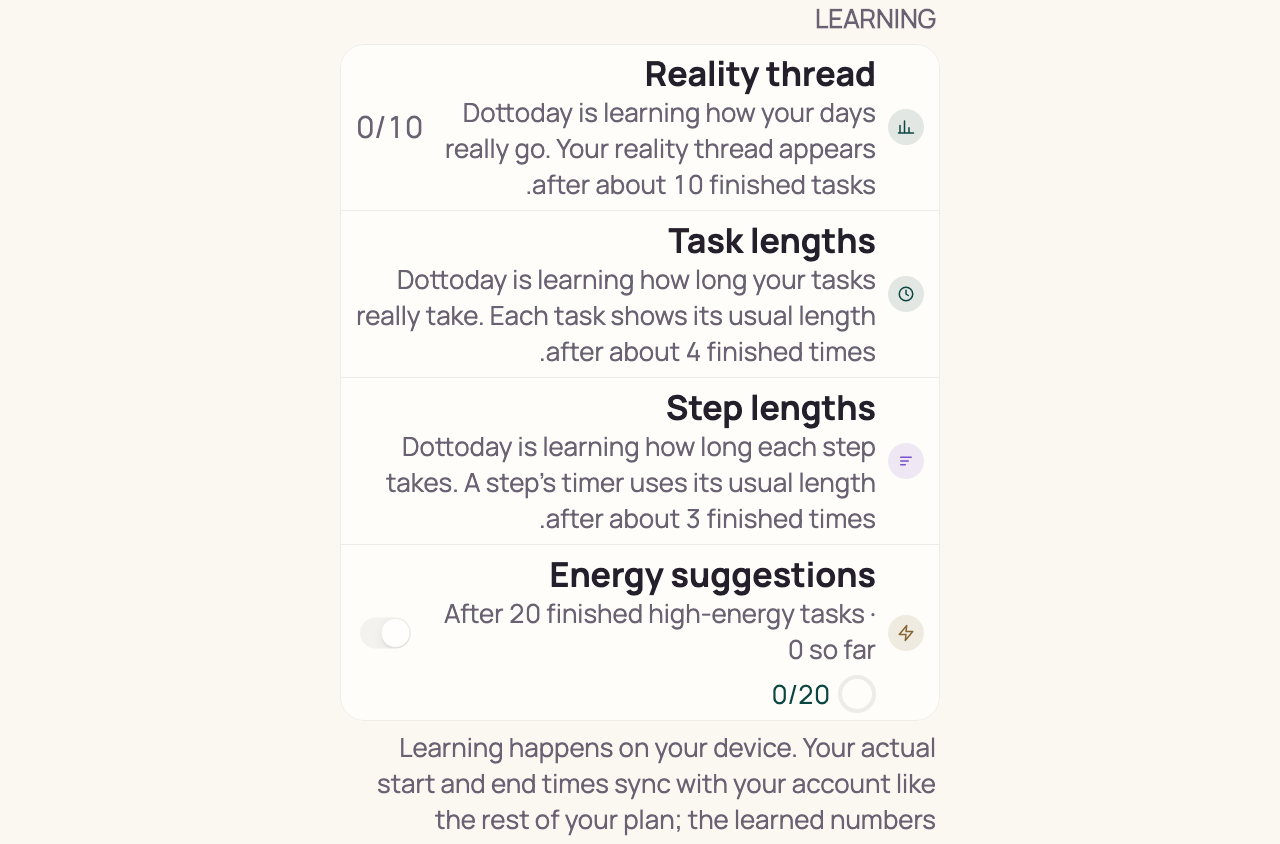 LEARNING
Reality thread
Dottoday is learning how your days
really go. Your reality thread appears
.after about 10 finished tasks
0/10
Task lengths
Dottoday is learning how long your tasks
really take. Each task shows its usual length
.after about 4 finished times
Step lengths
Dottoday is learning how long each step
takes. A step’s timer uses its usual length
.after about 3 finished times
Energy suggestions
After 20 finished high-energy tasks ·
0 so far
0/20
Learning happens on your device. Your actual
start and end times sync with your account like
the rest of your plan; the learned numbers